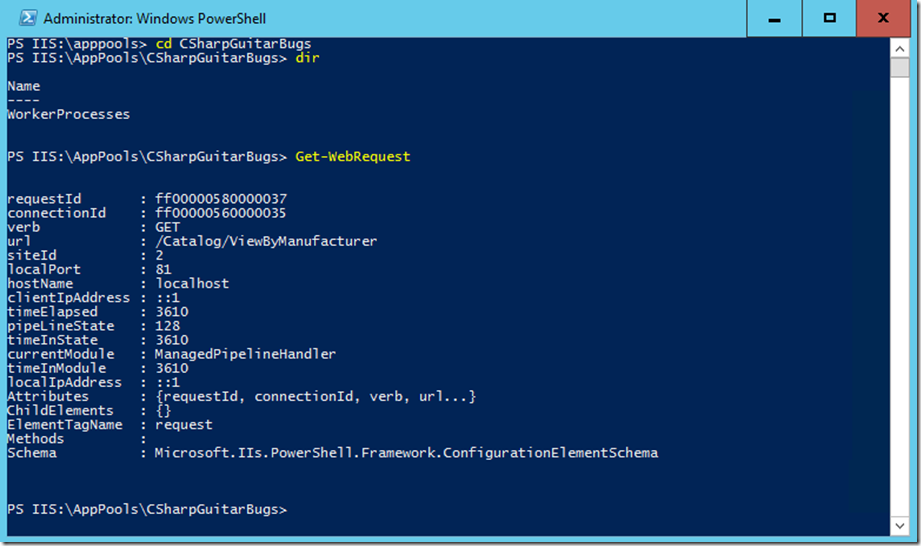 Administrator: Windows PowerShell
PS IIS:\apppools> cd CSharpGuitarBugs
PS IIS:\AppPools\CSharpGuitarBugs> dir
Name
----
WorkerProcesses
PS IIS:\AppPools\CSharpGuitarBugs> Get-WebRequest
requestId : ff00000580000037
connectionId : ff00000560000035
verb : GET
url : /Catalog/ViewByManufacturer
siteId : 2
localPort : 81
hostName : localhost
clientIpAddress : ::1
timeElapsed : 3610
pipeLineState : 128
timeInState : 3610
currentModule : ManagedPipelineHandler
timeInModule : 3610
localIpAddress : ::1
Attributes : {requestId, connectionId, verb, url...}
ChildElements : {}
ElementTagName : request
Methods :
Schema : Microsoft.IIs.PowerShell.Framework.ConfigurationElementSchema
PS IIS:\AppPools\CSharpGuitarBugs>